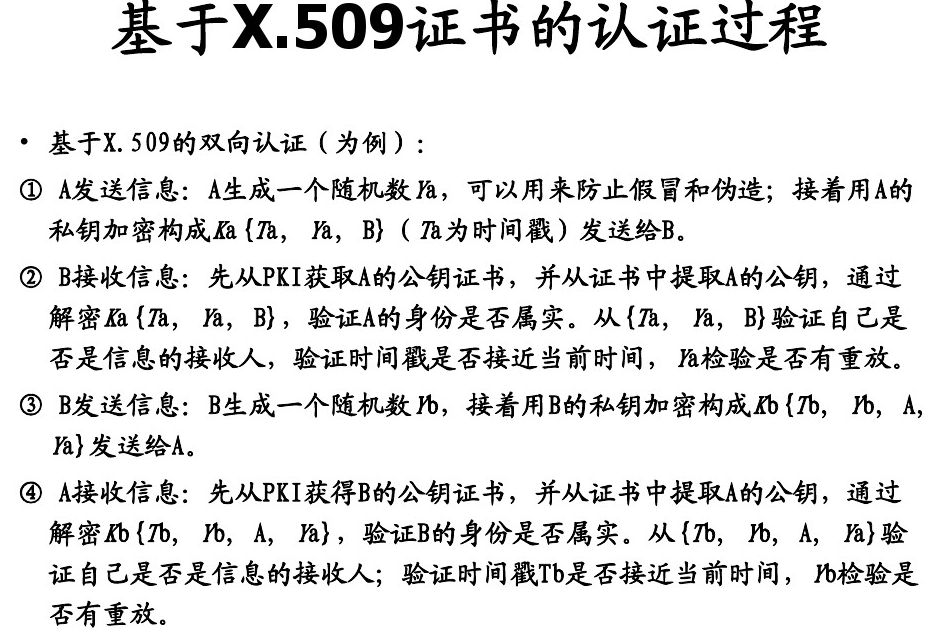 基于X.509证书的认证过程
• 基于X.509的双向认证（为例）：
① A发送信息：A生成一个随机数Ya，可以用来防止假冒和伪造；接着用A的
私钥加密构成Ka{Ta, Ya, B}（Ta为时间戳）发送给B。
② B接收信息：先从PKI获取A的公钥证书，并从证书中提取A的公钥，通过
解密Ka{Ta, Ya, B}，验证A的身份是否属实。从{Ta, Ya, B}验证自己是
否是信息的接收人，验证时间戳是否接近当前时间，Ya检验是否有重放。
③ B发送信息：B生成一个随机数Yb，接着用B的私钥加密构成Kb{Tb, Yb, A,
Ya}发送给A。
④ A接收信息：先从PKI获得B的公钥证书，并从证书中提取A的公钥，通过
解密Kb{Tb, Yb, A, Ya}，验证B的身份是否属实。从{Tb, Yb, A, Ya}验
证自己是否是信息的接收人；验证时间戳Tb是否接近当前时间，Yb检验是
否有重放。